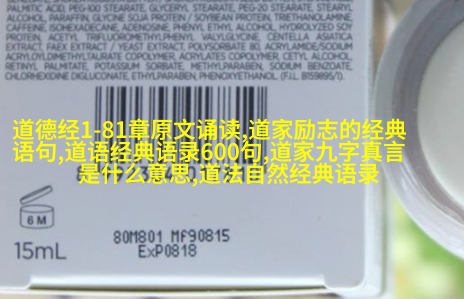 PALMITIC ACID, PEG-100 STEARATE, GLYCERYL STEARATE, PEG-20 STEARATE, STEARYL
ALCOHOL, PARFUM, GLYCINE SOJA PROTEIN / SOYBEAN PROTEIN, TRIETHANOLAMINE,
CAFFEINE, ISOHEXADECANE, ADENOSINE, PHENYL ETHYL ALCOHOL, HYDROLYZED SOY
PROTEIN, ACETYL TRIFLUOROMETHYLPHENYL VALYLGLYCINE, CENTELLA ASIATICA
EXTRACT, FAEX EXTRACT / YEAST EXTRACT, POLYSORBATE 80, ACRYLAMIDE/SODIUM
ACRYLOYLDIMETHYLTAURATE COPOLYMER, ACRYLATES COPOLYMER, CETYL ALCOHOL,
RETINYL PALMITATE, POTASSIUM SORBATE, METHYLPARABEN, SODIUM BENZOATE,
CHLORHEXIDINE DIGLUCONATE, ETHYLPARABEN, PHENOXYETHANOL. (F.I.L. B159895/1).
道德经1-81章原文诵读,道家励志的经典
语句,道语经典语录600句,道家九字真言
是什么意思,道法自然经典语录
6 M
15mL
80M801 Mf90815
ExP0818